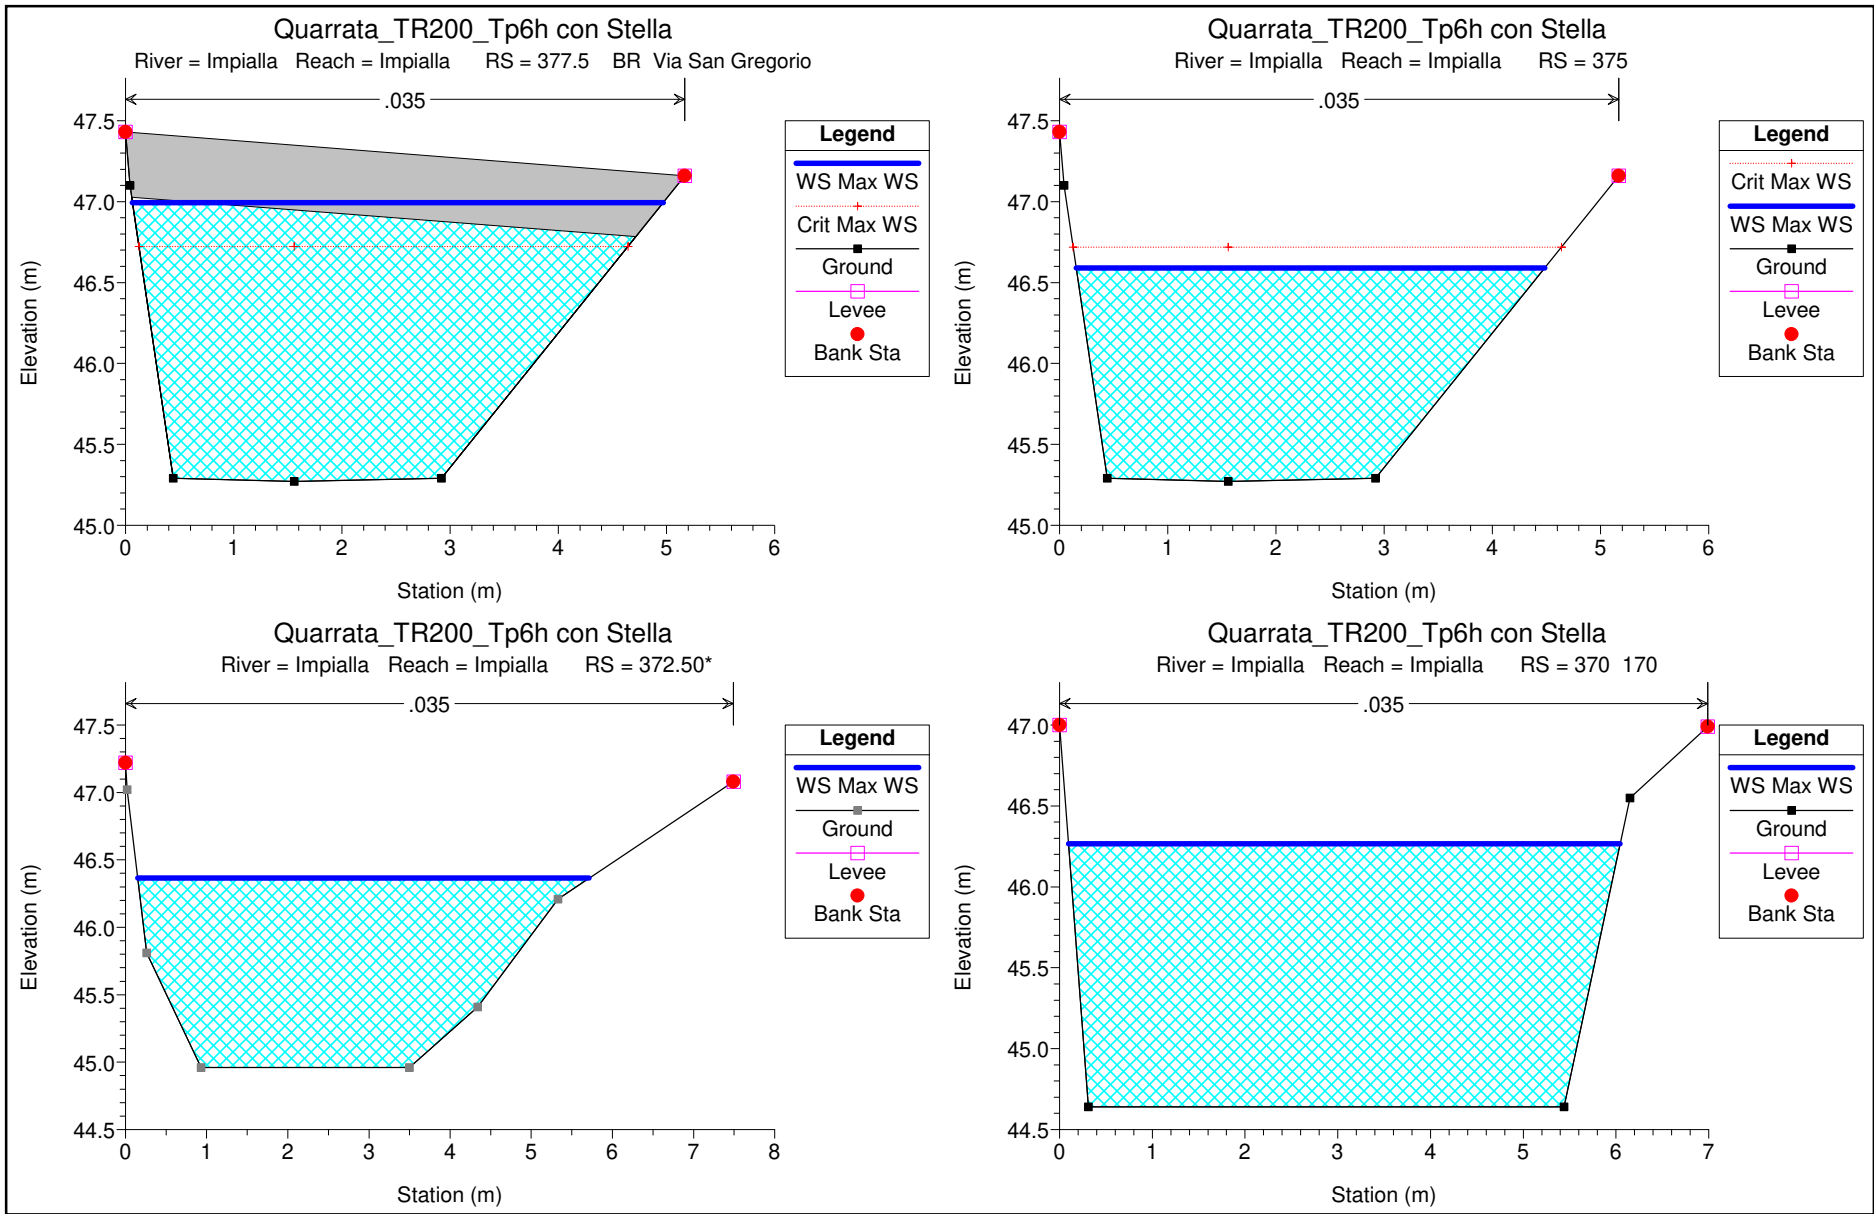 Quarrata_TR200_Tp6h con Stella
River = Impialla Reach = Impialla RS = 377.5 BR Via San Gregorio
.035
47.5
47.0
46.5
46.0
45.5
45.0
Elevation (m)
0 1 2 3 4 5 6
Station (m)
Legend
WS Max WS
Crit Max WS
Ground
Levee
Bank Sta
Quarrata_TR200_Tp6h con Stella
River = Impialla Reach = Impialla RS = 375
.035
47.5
47.0
46.5
46.0
45.5
45.0
Elevation (m)
0 1 2 3 4 5 6
Station (m)
Legend
Crit Max WS
WS Max WS
Ground
Levee
Bank Sta
Quarrata_TR200_Tp6h con Stella
River = Impialla Reach = Impialla RS = 372.50*
.035
47.5
47.0
46.5
46.0
45.5
45.0
44.5
Elevation (m)
0 1 2 3 4 5 6 7 8
Station (m)
Legend
WS Max WS
Ground
Levee
Bank Sta
Quarrata_TR200_Tp6h con Stella
River = Impialla Reach = Impialla RS = 370 170
.035
47.0
46.5
46.0
45.5
45.0
44.5
Elevation (m)
0 1 2 3 4 5 6 7
Station (m)
Legend
WS Max WS
Ground
Levee
Bank Sta